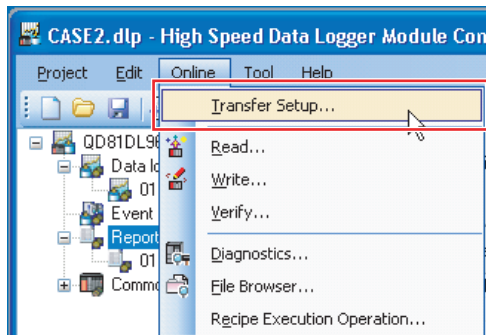 CASE2.dlp - High Speed Data Logger Module Con
Project Edit Online Tool Help
Transfer Setup...
QD81DL96
Read...
Data lo
01
Write...
Event
Verify...
Report
01
Diagnostics...
Commo
File Browser...
Recipe Execution Operation...